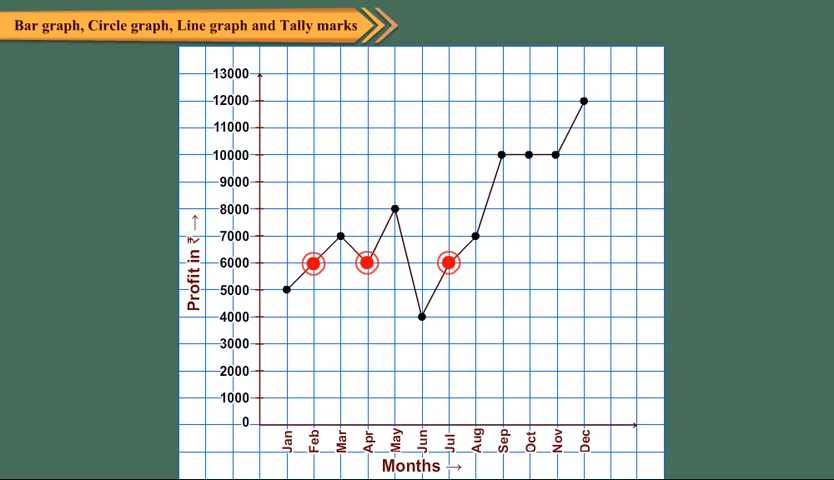 Bar graph, Circle graph, Line graph and Tally marks
13000
12000
11000
10000
9000
8000
7000
6000
5000
4000
3000
2000
1000
0
Profit in ₹ →
Jan
Feb
Mar
Apr
May
Jun
Jul
Aug
Sep
Oct
Nov
Dec
Months →